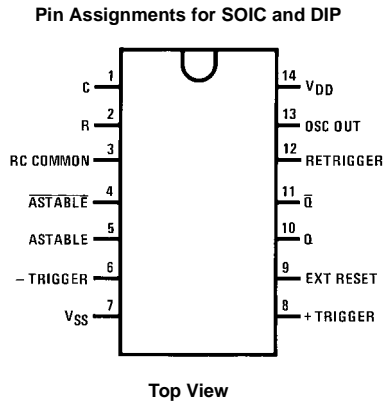 Pin Assignments for SOIC and DIP
C 1
R 2
RC COMMON 3
ASTABLE 4
ASTABLE 5
– TRIGGER 6
VSS 7
14 VDD
13 OSC OUT
12 RETRIGGER
11 Q̅
10 Q
9 EXT RESET
8 + TRIGGER
Top View